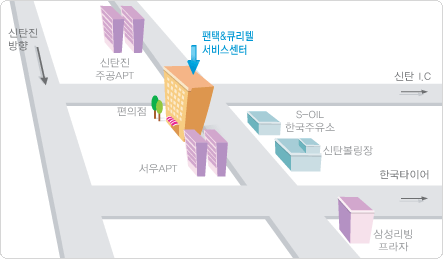 신탄진
방향
신탄진
주공APT
팬택&큐리텔
서비스센터
신탄 I.C
편의점
S-OIL
한국주유소
신탄볼링장
서우APT
한국타이어
삼성리빙
프라자